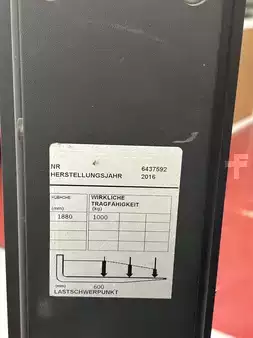 NR 6437592
HERSTELLUNGSJAHR 2016
HUBHÖHE WIRKLICHE
TRAGFÄHIGKEIT
(mm) (kg)
1880 1000
(mm) 600
LASTSCHWERPUNKT